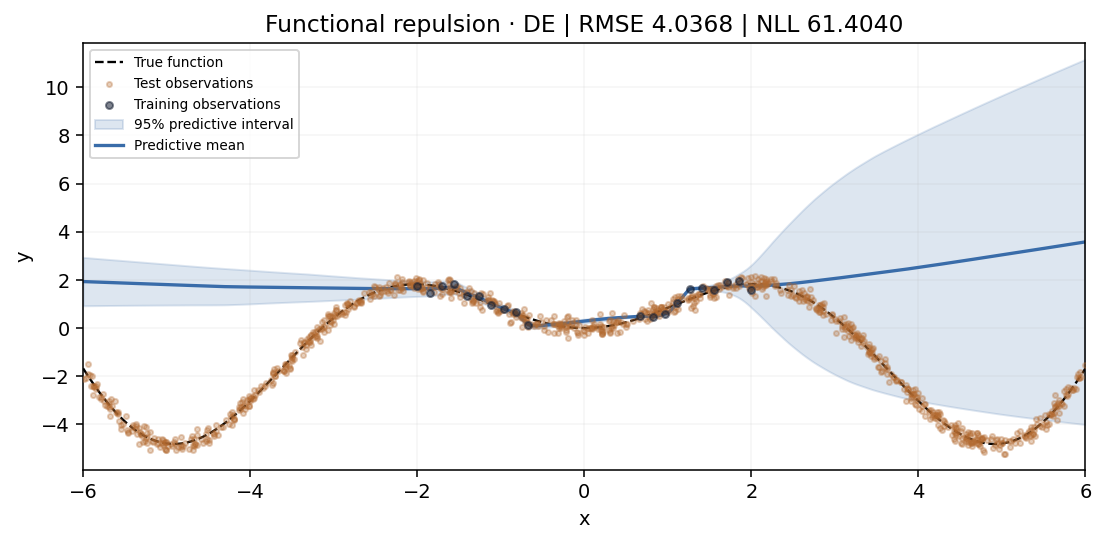 Functional repulsion · DE | RMSE 4.0368 | NLL 61.4040
True function
Test observations
Training observations
95% predictive interval
Predictive mean
10
8
6
4
2
0
−2
−4
y
−6
−4
−2
0
2
4
6
x